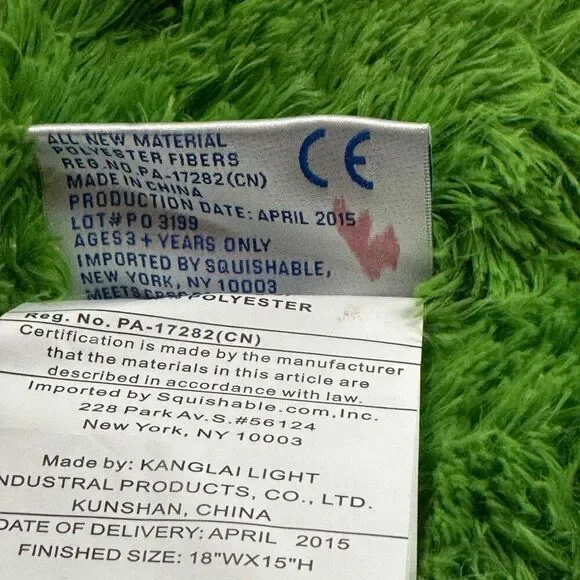 ALL NEW MATERIAL
POLYESTER FIBERS
REG.NO. PA-17282(CN)
MADE IN CHINA
PRODUCTION DATE: APRIL 2015
LOT#PO 3199
AGES 3 + YEARS ONLY
IMPORTED BY SQUISHABLE,
NEW YORK, NY 10003
MEETS
CE
POLYESTER
Reg. No. PA-17282(CN)
Certification is made by the manufacturer
that the materials in this article are
described in accordance with law.
Imported by Squishable.com,Inc.
228 Park Av.S.#56124
New York, NY 10003
Made by: KANGLAI LIGHT
INDUSTRAL PRODUCTS, CO., LTD.
KUNSHAN, CHINA
DATE OF DELIVERY: APRIL 2015
FINISHED SIZE: 18"WX15"H